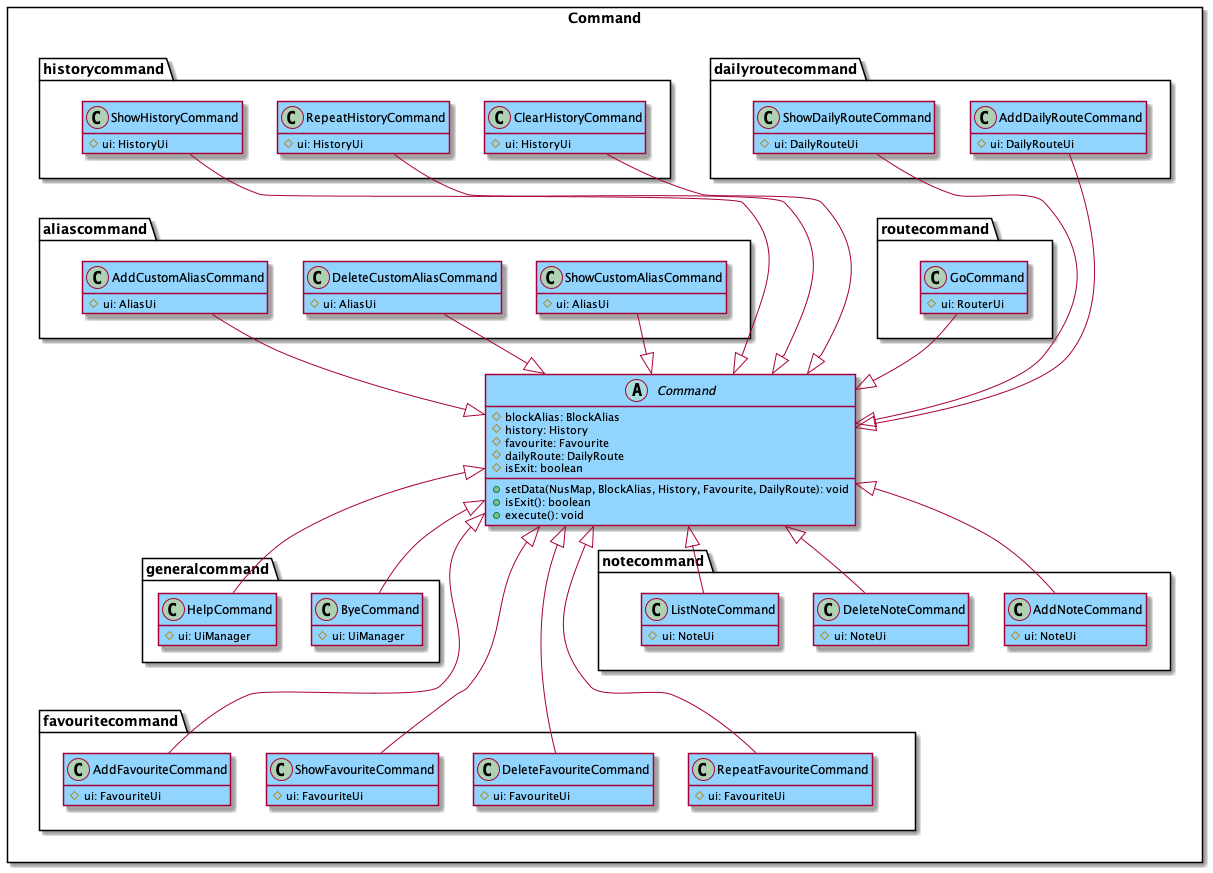 Command
historycommand
C ShowHistoryCommand
ui: HistoryUi
C RepeatHistoryCommand
ui: HistoryUi
C ClearHistoryCommand
ui: HistoryUi
dailyroutecommand
C ShowDailyRouteCommand
ui: DailyRouteUi
C AddDailyRouteCommand
ui: DailyRouteUi
aliascommand
C AddCustomAliasCommand
ui: AliasUi
C DeleteCustomAliasCommand
ui: AliasUi
C ShowCustomAliasCommand
ui: AliasUi
routecommand
C GoCommand
ui: RouterUi
A Command
blockAlias: BlockAlias
history: History
favourite: Favourite
dailyRoute: DailyRoute
isExit: boolean
setData(NusMap, BlockAlias, History, Favourite, DailyRoute): void
isExit(): boolean
execute(): void
generalcommand
C HelpCommand
ui: UiManager
C ByeCommand
ui: UiManager
notecommand
C ListNoteCommand
ui: NoteUi
C DeleteNoteCommand
ui: NoteUi
C AddNoteCommand
ui: NoteUi
favouritecommand
C AddFavouriteCommand
ui: FavouriteUi
C ShowFavouriteCommand
ui: FavouriteUi
C DeleteFavouriteCommand
ui: FavouriteUi
C RepeatFavouriteCommand
ui: FavouriteUi